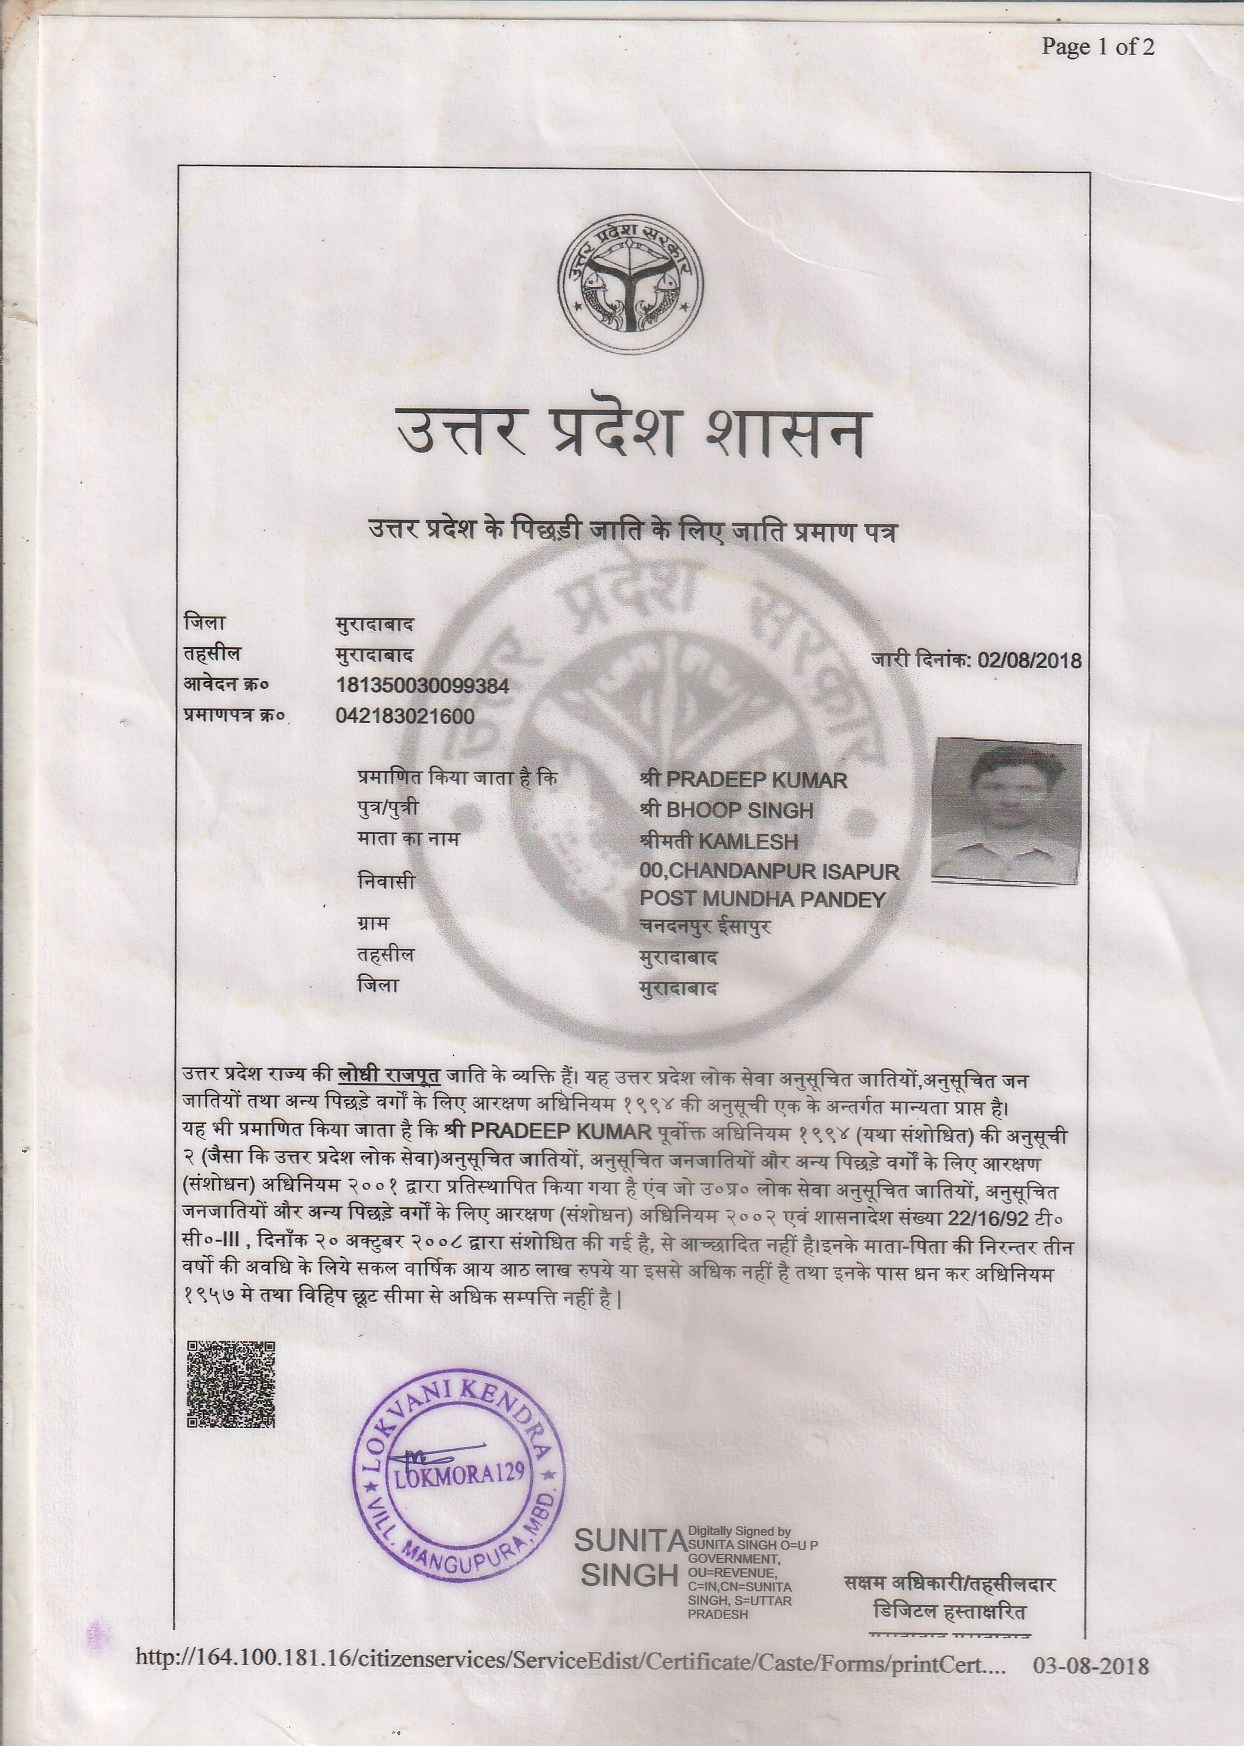 Page 1 of 2
उत्तर प्रदेश सरकार
उत्तर प्रदेश शासन
उत्तर प्रदेश के पिछड़ी जाति के लिए जाति प्रमाण पत्र
उत्तर प्रदेश सरकार
जिला मुरादाबाद
तहसील मुरादाबाद
जारी दिनांक: 02/08/2018
आवेदन क्र० 181350030099384
प्रमाणपत्र क्र० 042183021600
प्रमाणित किया जाता है कि श्री PRADEEP KUMAR
पुत्र/पुत्री श्री BHOOP SINGH
माता का नाम श्रीमती KAMLESH
निवासी 00,CHANDANPUR ISAPUR
POST MUNDHA PANDEY
ग्राम चनदनपुर ईसापुर
तहसील मुरादाबाद
जिला मुरादाबाद
उत्तर प्रदेश राज्य की लोधी राजपूत जाति के व्यक्ति हैं। यह उत्तर प्रदेश लोक सेवा अनुसूचित जातियों,अनुसूचित जन
जातियों तथा अन्य पिछड़े वर्गों के लिए आरक्षण अधिनियम १९९४ की अनुसूची एक के अन्तर्गत मान्यता प्राप्त है।
यह भी प्रमाणित किया जाता है कि श्री PRADEEP KUMAR पूर्वोक्त अधिनियम १९९४ (यथा संशोधित) की अनुसूची
२ (जैसा कि उत्तर प्रदेश लोक सेवा)अनुसूचित जातियों, अनुसूचित जनजातियों और अन्य पिछड़े वर्गों के लिए आरक्षण
(संशोधन) अधिनियम २००१ द्वारा प्रतिस्थापित किया गया है एंव जो उ०प्र० लोक सेवा अनुसूचित जातियों, अनुसूचित
जनजातियों और अन्य पिछड़े वर्गों के लिए आरक्षण (संशोधन) अधिनियम २००२ एवं शासनादेश संख्या 22/16/92 टी०
सी०-III , दिनाँक २० अक्टुबर २००८ द्वारा संशोधित की गई है, से आच्छादित नहीं है।इनके माता-पिता की निरन्तर तीन
वर्षों की अवधि के लिये सकल वार्षिक आय आठ लाख रुपये या इससे अधिक नहीं है तथा इनके पास धन कर अधिनियम
१९५७ मे तथा विहिप छूट सीमा से अधिक सम्पत्ति नहीं है |
LOKVANI KENDRA
LOKMORA129
VILL. MANGUPURA,MBD.
SUNITA
SINGH
Digitally Signed by
SUNITA SINGH O=U P
GOVERNMENT,
OU=REVENUE,
C=IN,CN=SUNITA
SINGH, S=UTTAR
PRADESH
सक्षम अधिकारी/तहसीलदार
डिजिटल हस्ताक्षरित
http://164.100.181.16/citizenservices/ServiceEdist/Certificate/Caste/Forms/printCert.... 03-08-2018